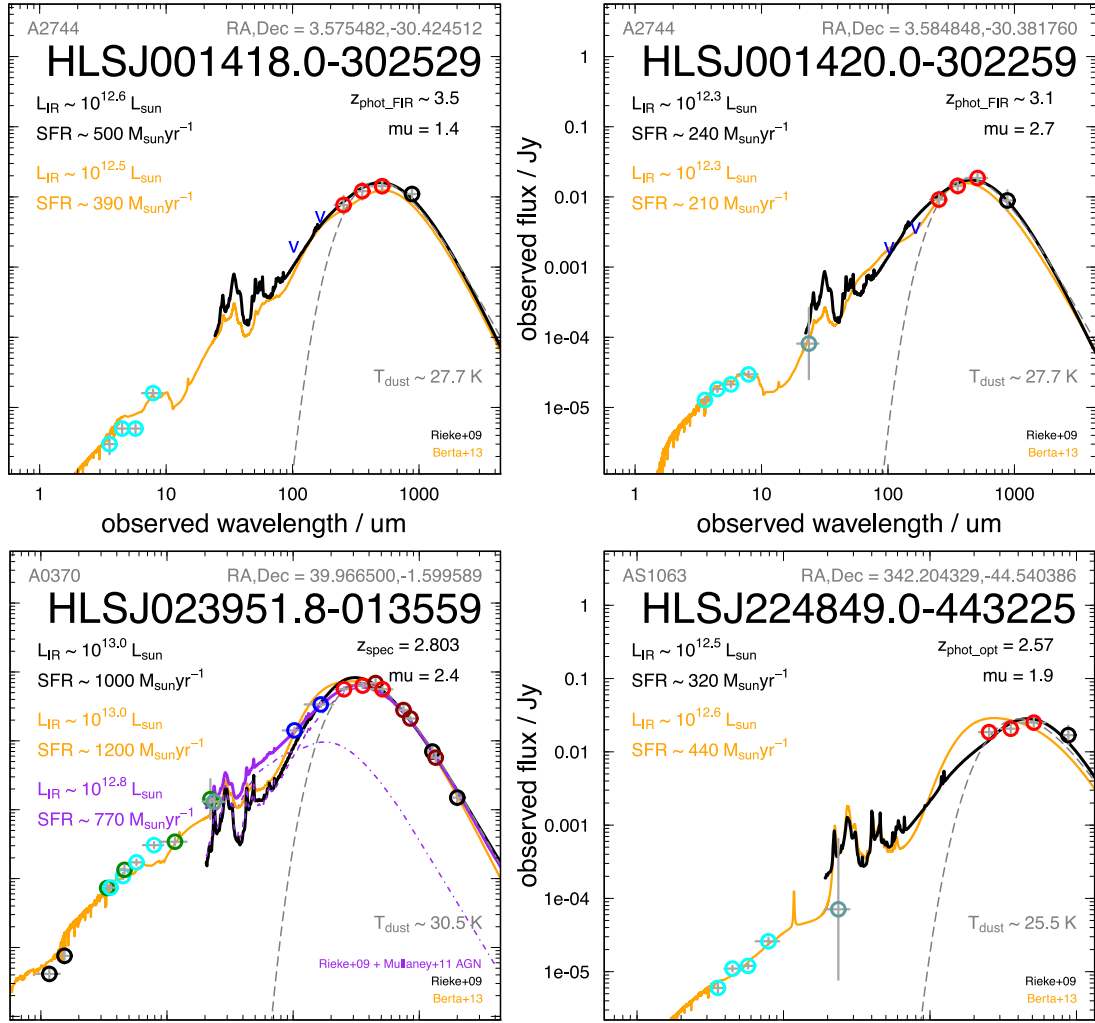 A2744
RA,Dec = 3.575482,-30.424512
HLSJ001418.0-302529
L_IR ~ 10^12.6 L_sun
z_phot_FIR ~ 3.5
SFR ~ 500 M_sun yr^−1
mu = 1.4
L_IR ~ 10^12.5 L_sun
SFR ~ 390 M_sun yr^−1
v
v
T_dust ~ 27.7 K
Rieke+09
Berta+13
1 10 100 1000
observed wavelength / um
A2744
RA,Dec = 3.584848,-30.381760
HLSJ001420.0-302259
L_IR ~ 10^12.3 L_sun
z_phot_FIR ~ 3.1
SFR ~ 240 M_sun yr^−1
mu = 2.7
L_IR ~ 10^12.3 L_sun
SFR ~ 210 M_sun yr^−1
v
v
T_dust ~ 27.7 K
Rieke+09
Berta+13
1
0.1
0.01
0.001
1e-04
1e-05
observed flux / Jy
1 10 100 1000
observed wavelength / um
A0370
RA,Dec = 39.966500,-1.599589
HLSJ023951.8-013559
L_IR ~ 10^13.0 L_sun
z_spec = 2.803
SFR ~ 1000 M_sun yr^−1
mu = 2.4
L_IR ~ 10^13.0 L_sun
SFR ~ 1200 M_sun yr^−1
L_IR ~ 10^12.8 L_sun
SFR ~ 770 M_sun yr^−1
T_dust ~ 30.5 K
Rieke+09 + Mullaney+11 AGN
Rieke+09
Berta+13
AS1063
RA,Dec = 342.204329,-44.540386
HLSJ224849.0-443225
L_IR ~ 10^12.5 L_sun
z_phot_opt = 2.57
SFR ~ 320 M_sun yr^−1
mu = 1.9
L_IR ~ 10^12.6 L_sun
SFR ~ 440 M_sun yr^−1
T_dust ~ 25.5 K
Rieke+09
Berta+13
1
0.1
0.01
0.001
1e-04
1e-05
observed flux / Jy